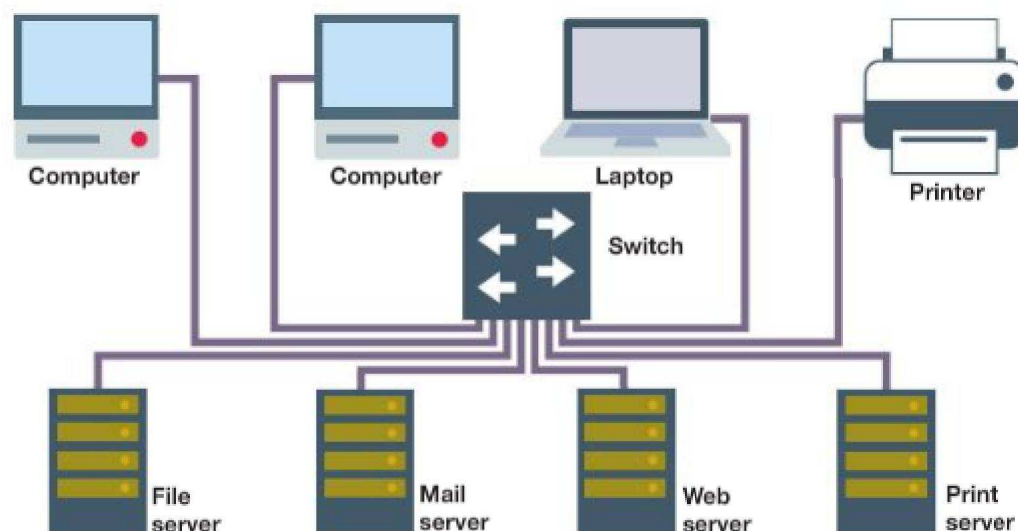 Computer
Computer
Laptop
Printer
Switch
File
server
Mail
server
Web
server
Print
server